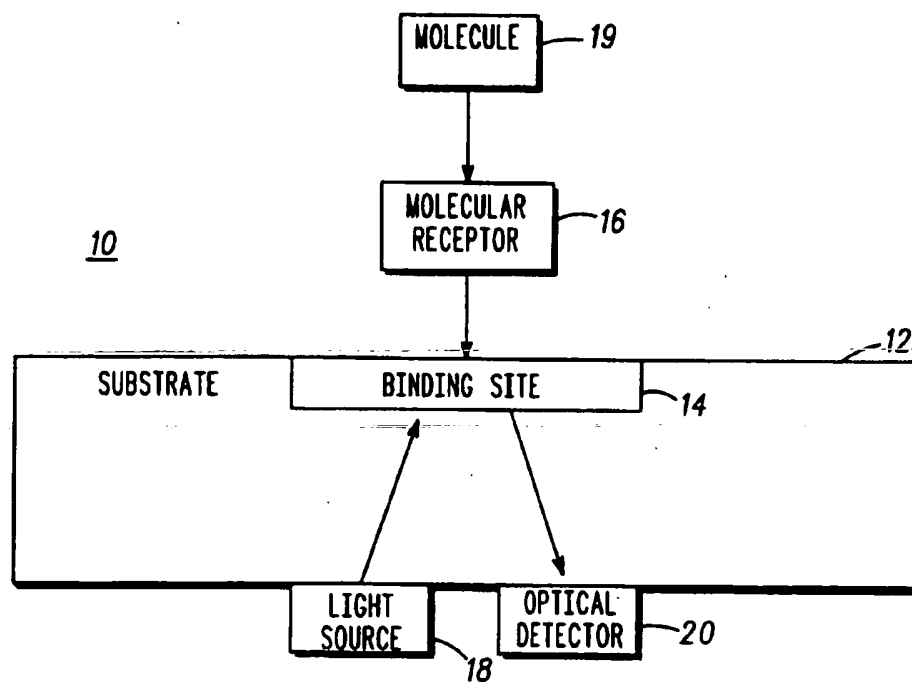 MOLECULE
19
MOLECULAR
RECEPTOR
16
10
12
SUBSTRATE
BINDING SITE
14
LIGHT
SOURCE
18
OPTICAL
DETECTOR
20